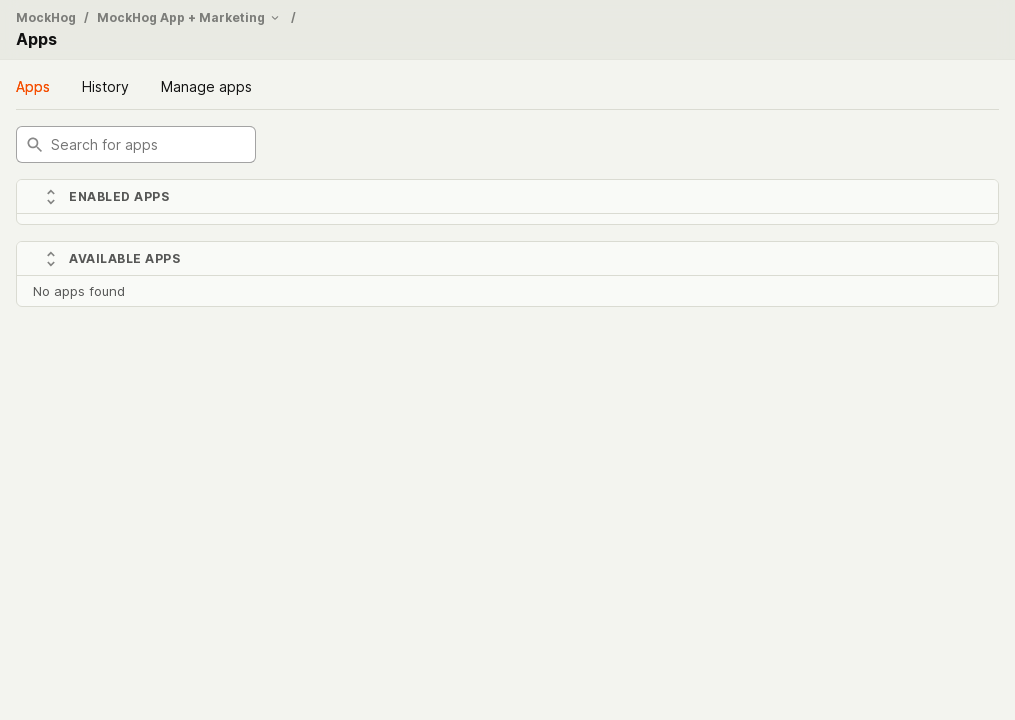 MockHog / MockHog App + Marketing /
Apps
Apps History Manage apps
Search for apps
ENABLED APPS
AVAILABLE APPS
No apps found